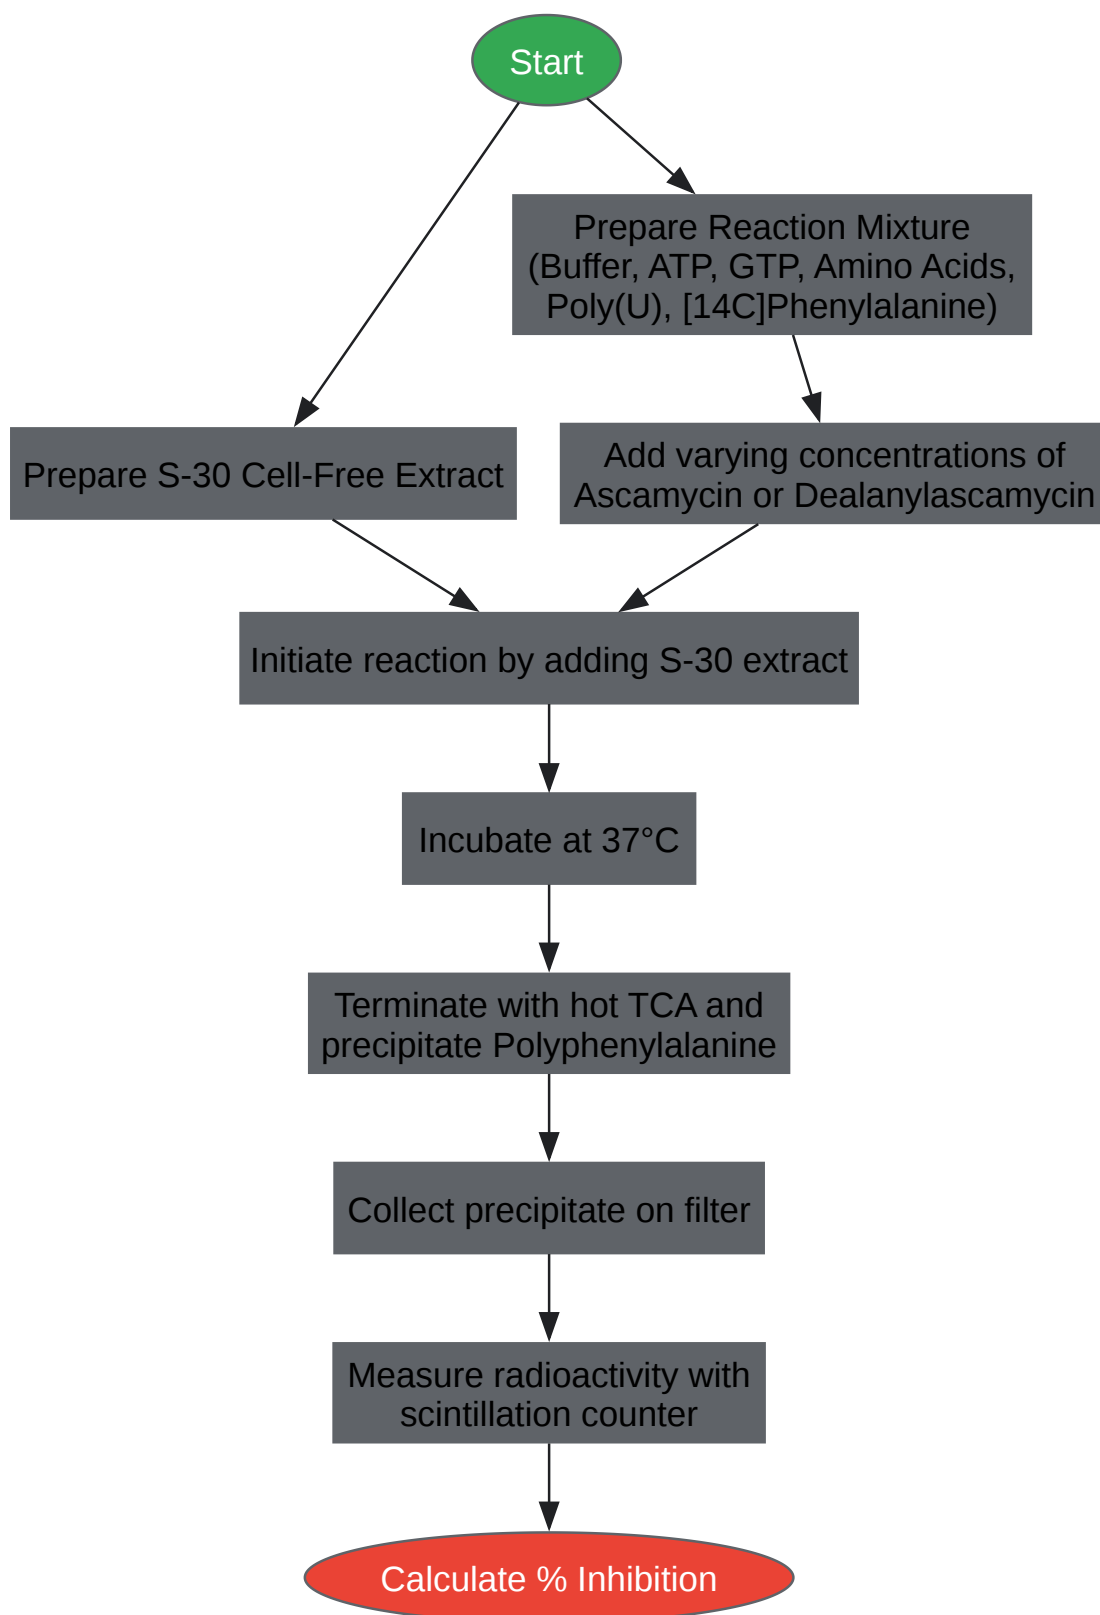 Start
Prepare Reaction Mixture
(Buffer, ATP, GTP, Amino Acids,
Poly(U), [14C]Phenylalanine)
Prepare S-30 Cell-Free Extract
Add varying concentrations of
Ascamycin or Dealanylascamycin
Initiate reaction by adding S-30 extract
Incubate at 37°C
Terminate with hot TCA and
precipitate Polyphenylalanine
Collect precipitate on filter
Measure radioactivity with
scintillation counter
Calculate % Inhibition